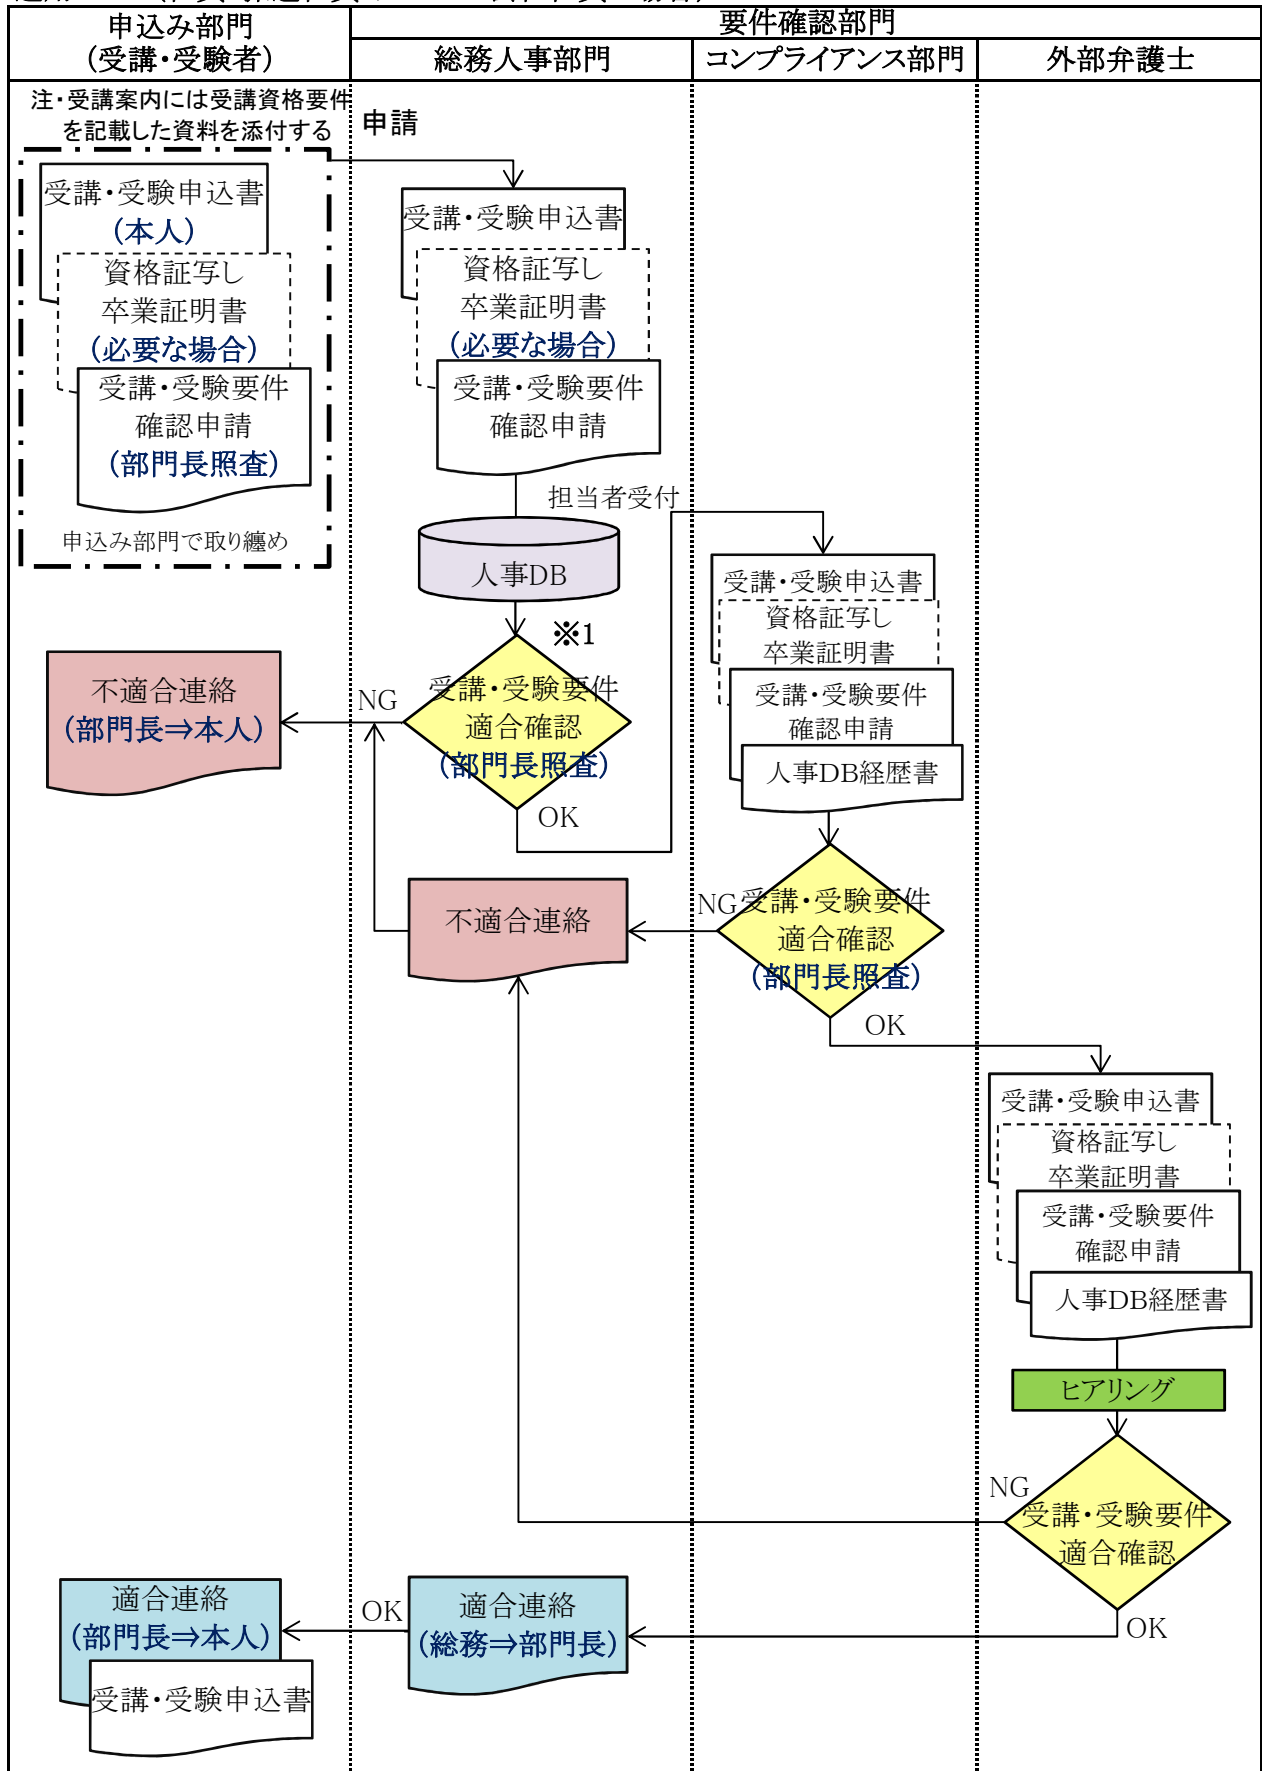 申込み部門
(受講・受験者)
要件確認部門
総務人事部門
コンプライアンス部門
外部弁護士
注・受講案内には受講資格要件
を記載した資料を添付する
申請
受講・受験申込書
(本人)
資格証写し
卒業証明書
(必要な場合)
受講・受験要件
確認申請
(部門長照査)
申込み部門で取り纏め
受講・受験申込書
資格証写し
卒業証明書
(必要な場合)
受講・受験要件
確認申請
担当者受付
人事DB
※1
受講・受験要件
適合確認
(部門長照査)
NG
OK
不適合連絡
(部門長⇒本人)
受講・受験申込書
資格証写し
卒業証明書
受講・受験要件
確認申請
人事DB経歴書
受講・受験要件
適合確認
(部門長照査)
NG
OK
不適合連絡
受講・受験申込書
資格証写し
卒業証明書
受講・受験要件
確認申請
人事DB経歴書
ヒアリング
NG
受講・受験要件
適合確認
OK
適合連絡
(総務⇒部門長)
OK
適合連絡
(部門長⇒本人)
受講・受験申込書